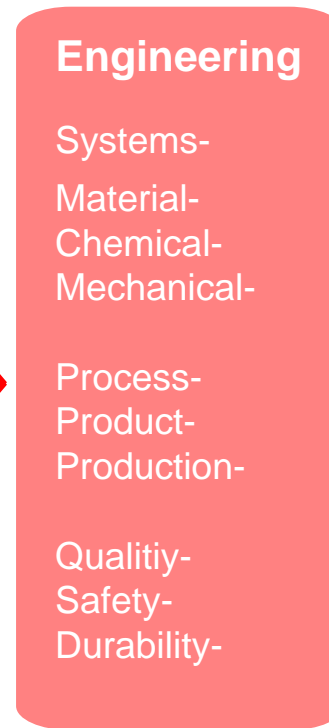 Engineering
Systems-
Material-
Chemical-
Mechanical-
Process-
Product-
Production-
Qualitiy-
Safety-
Durability-